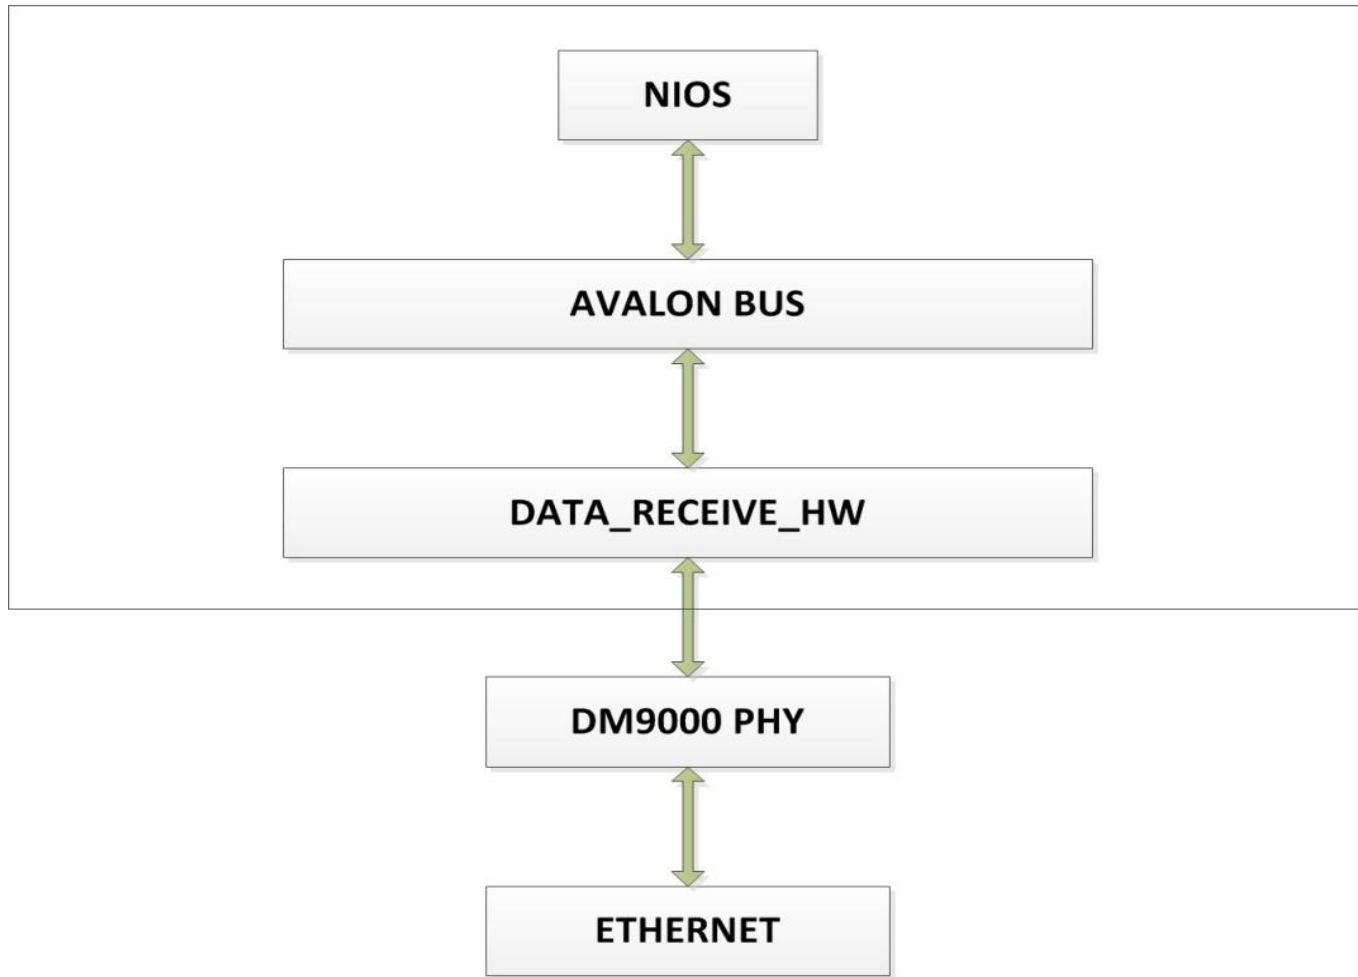 NIOS
AVALON BUS
DATA_RECEIVE_HW
DM9000 PHY
ETHERNET